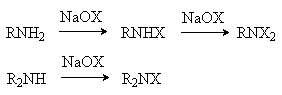 NaOX NaOX
RNH₂ ⟶ RNHX ⟶ RNX₂
NaOX
R₂NH ⟶ R₂NX